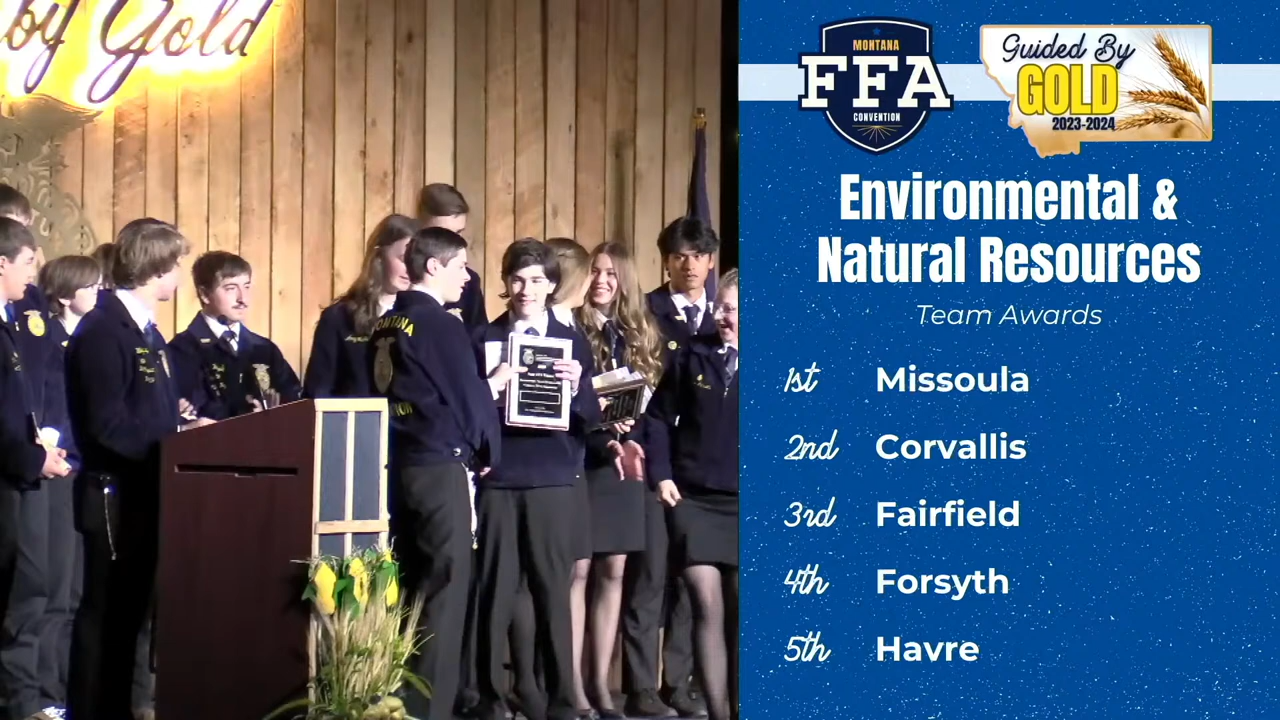 by Gold
MONTANA
FFA
CONVENTION
Guided By
GOLD
2023-2024
Environmental &
Natural Resources
Team Awards
1st Missoula
2nd Corvallis
3rd Fairfield
4th Forsyth
5th Havre
MONTANA